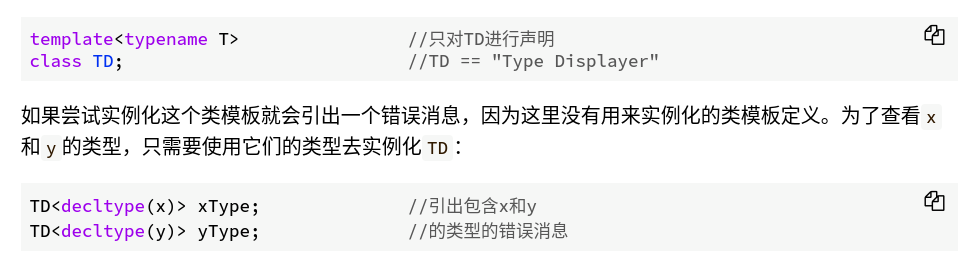 template<typename T>                //只对TD进行声明
class TD;                           //TD == "Type Displayer"
如果尝试实例化这个类模板就会引出一个错误消息，因为这里没有用来实例化的类模板定义。为了查看x
和y的类型，只需要使用它们的类型去实例化TD：
TD<decltype(x)> xType;              //引出包含x和y
TD<decltype(y)> yType;              //的类型的错误消息